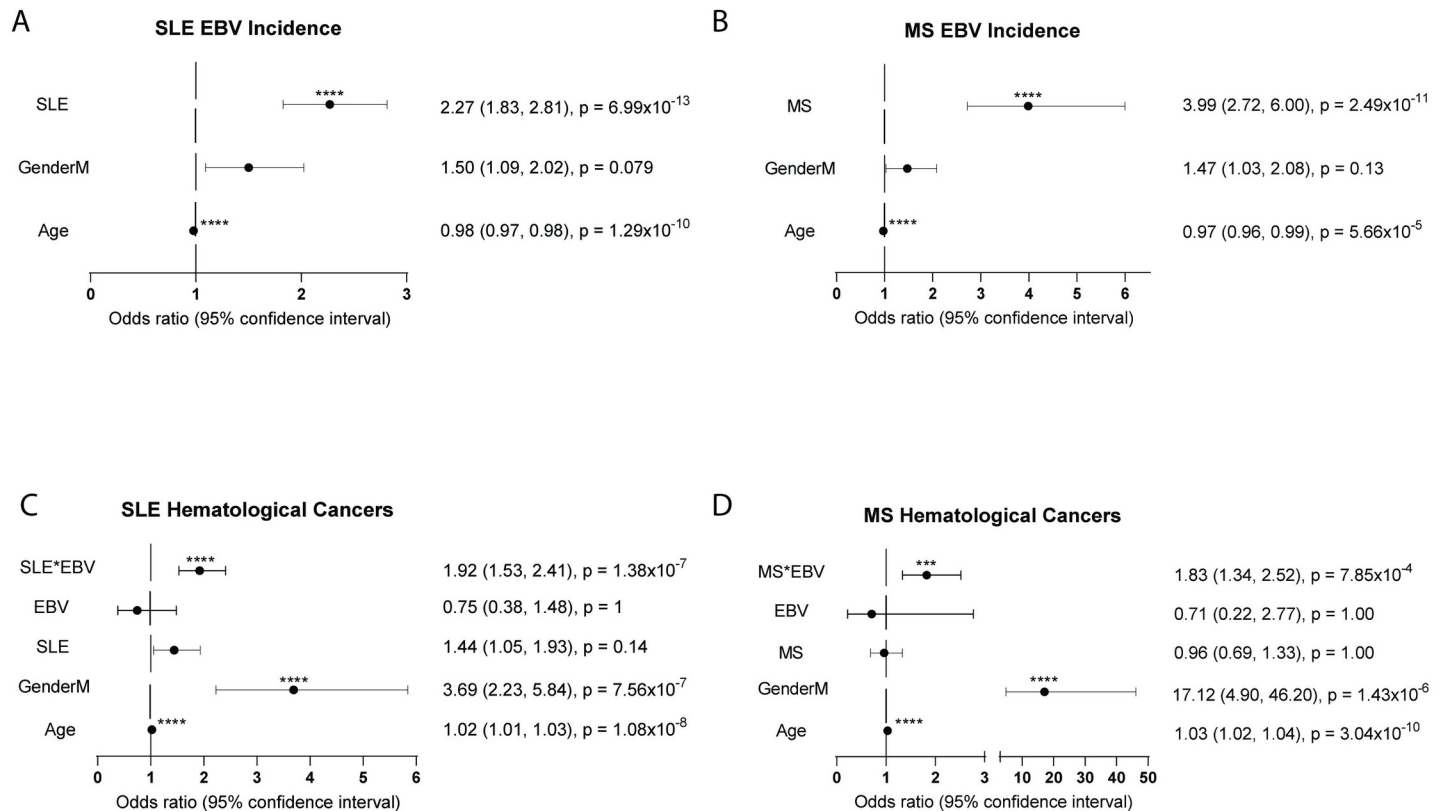 A
SLE EBV Incidence
SLE
****
2.27 (1.83, 2.81), p = 6.99x10^-13
GenderM
1.50 (1.09, 2.02), p = 0.079
Age
****
0.98 (0.97, 0.98), p = 1.29x10^-10
0 1 2 3
Odds ratio (95% confidence interval)
B
MS EBV Incidence
MS
****
3.99 (2.72, 6.00), p = 2.49x10^-11
GenderM
1.47 (1.03, 2.08), p = 0.13
Age
****
0.97 (0.96, 0.99), p = 5.66x10^-5
0 1 2 3 4 5 6
Odds ratio (95% confidence interval)
C
SLE Hematological Cancers
SLE*EBV
****
1.92 (1.53, 2.41), p = 1.38x10^-7
EBV
0.75 (0.38, 1.48), p = 1
SLE
1.44 (1.05, 1.93), p = 0.14
GenderM
****
3.69 (2.23, 5.84), p = 7.56x10^-7
Age
****
1.02 (1.01, 1.03), p = 1.08x10^-8
0 1 2 3 4 5 6
Odds ratio (95% confidence interval)
D
MS Hematological Cancers
MS*EBV
***
1.83 (1.34, 2.52), p = 7.85x10^-4
EBV
0.71 (0.22, 2.77), p = 1.00
MS
0.96 (0.69, 1.33), p = 1.00
GenderM
****
17.12 (4.90, 46.20), p = 1.43x10^-6
Age
****
1.03 (1.02, 1.04), p = 3.04x10^-10
0 1 2 3 10 20 30 40 50
Odds ratio (95% confidence interval)